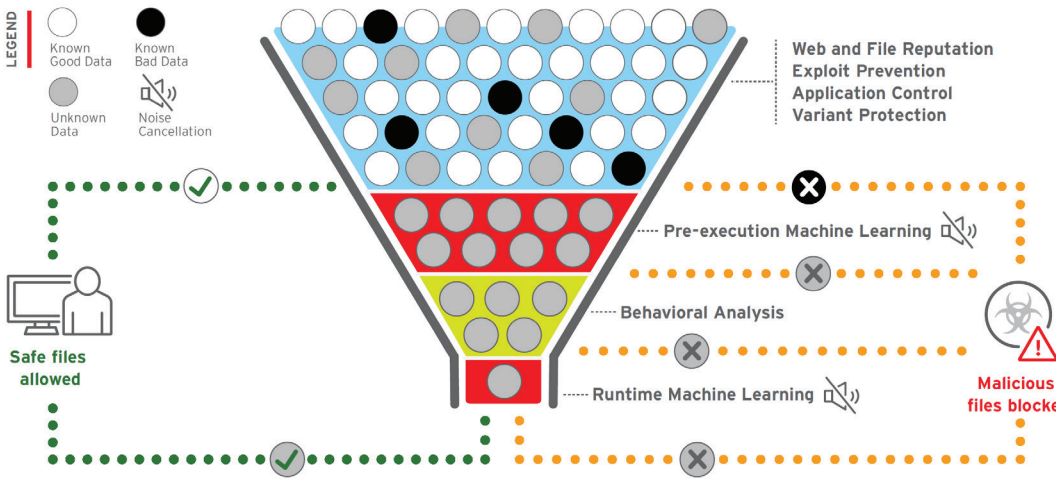 LEGEND
Known
Good Data
Known
Bad Data
Unknown
Data
Noise
Cancellation
Web and File Reputation
Exploit Prevention
Application Control
Variant Protection
Pre-execution Machine Learning
Behavioral Analysis
Runtime Machine Learning
Safe files
allowed
Malicious
files blocke